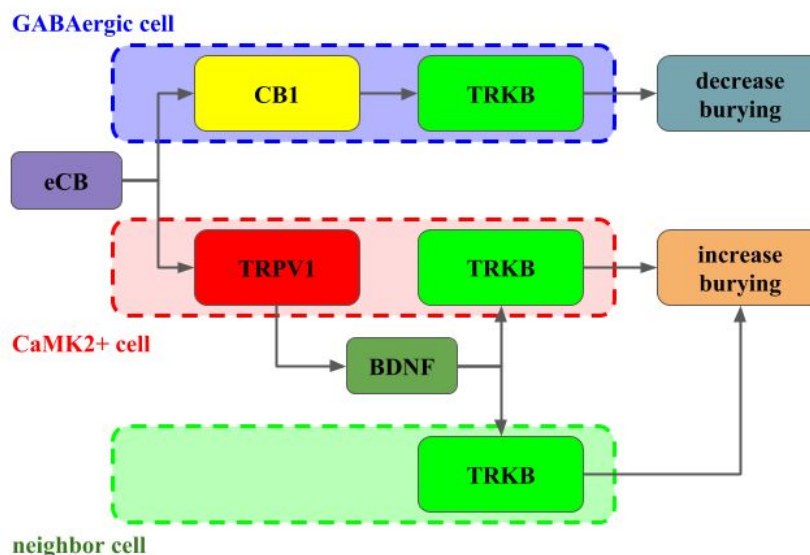 GABAergic cell
CB1
TRKB
decrease
burying
eCB
TRPV1
TRKB
increase
burying
CaMK2+ cell
BDNF
TRKB
neighbor cell